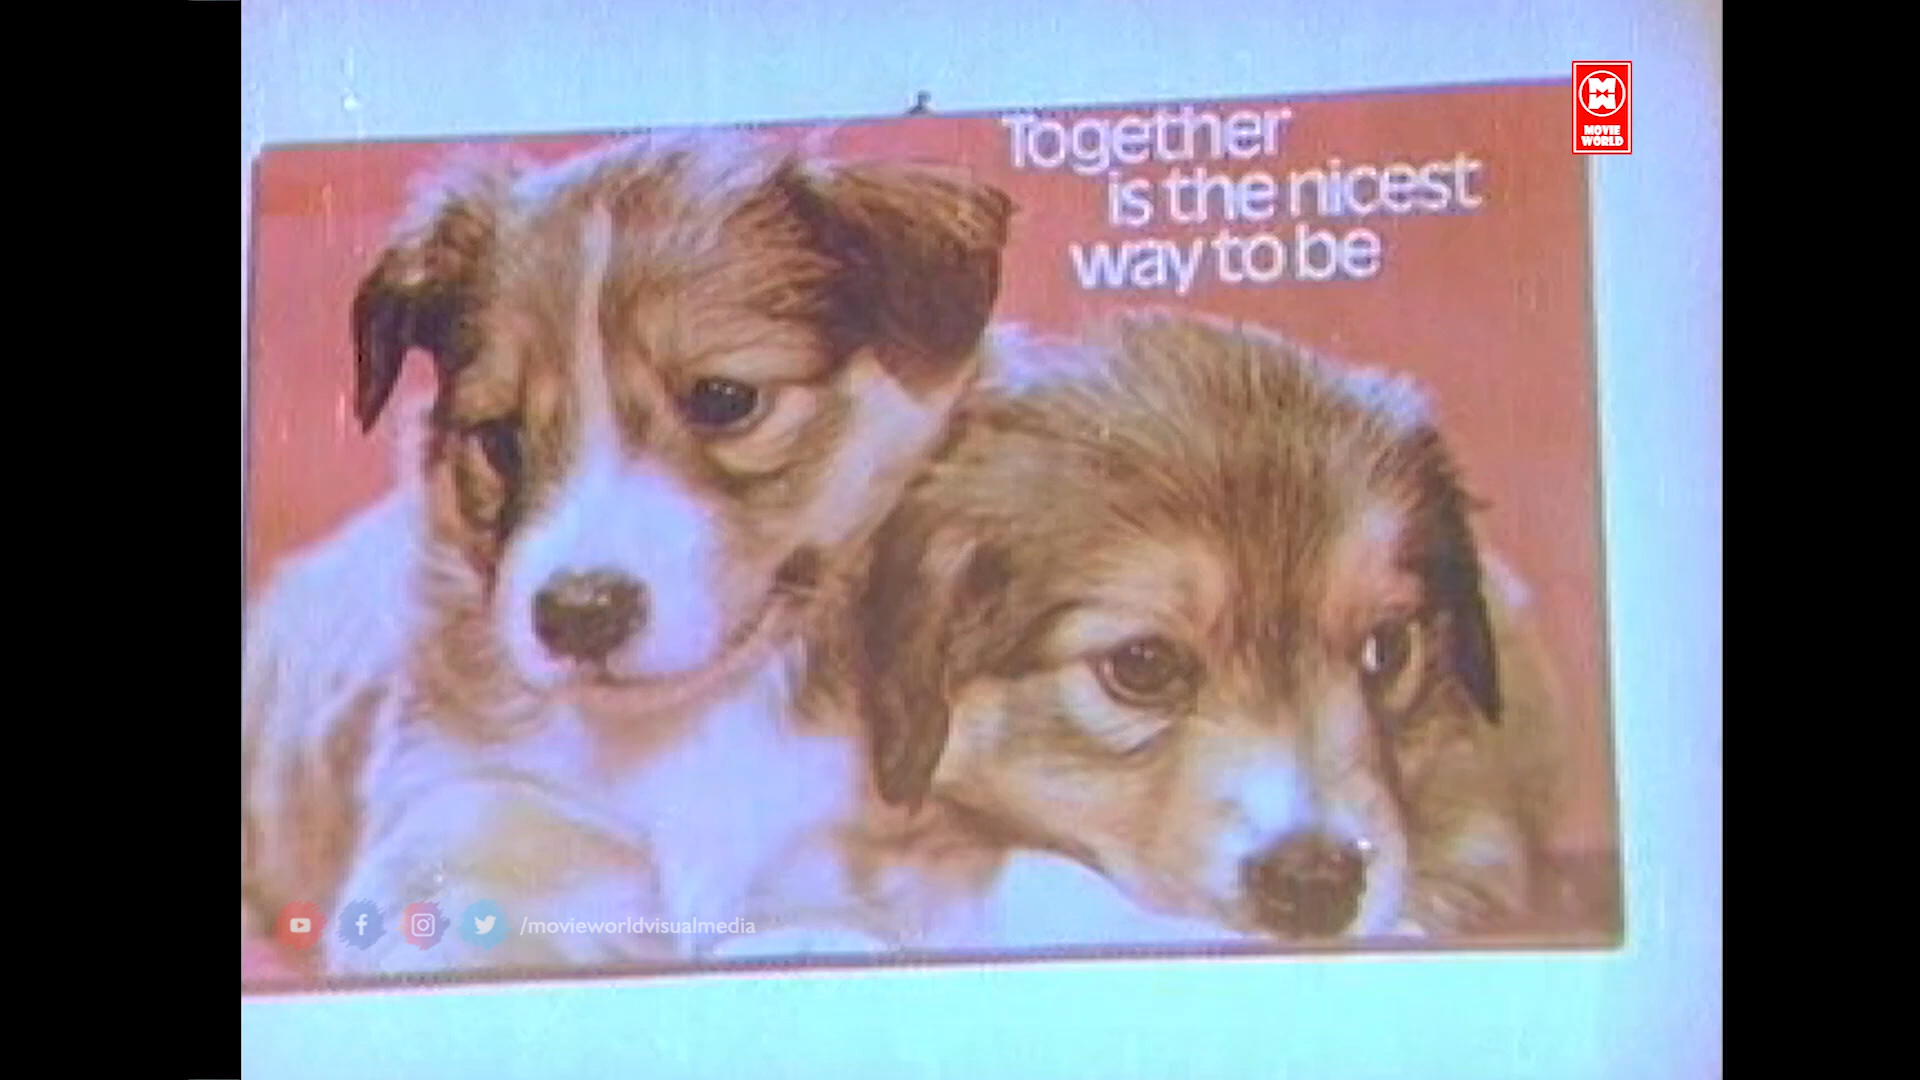 Together
is the nicest
way to be
MOVIE
WORLD
/movieworldvisualmedia